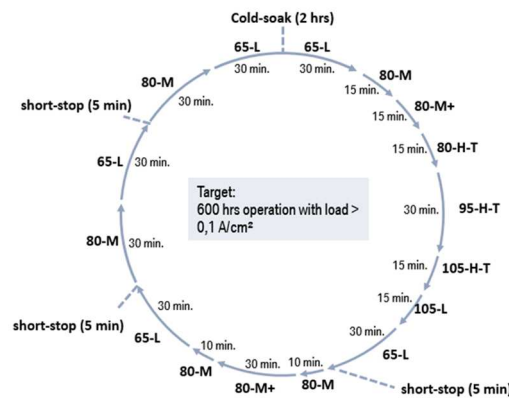 Cold-soak (2 hrs)
65-L
65-L
30 min.
30 min.
80-M
15 min.
80-M+
15 min.
80-H-T
15 min.
95-H-T
30 min.
105-H-T
15 min.
105-L
15 min.
65-L
30 min.
short-stop (5 min)
80-M
10 min.
80-M+
30 min.
80-M
10 min.
65-L
30 min.
short-stop (5 min)
80-M
30 min.
65-L
30 min.
short-stop (5 min)
80-M
30 min.
Target:
600 hrs operation with load >
0,1 A/cm²